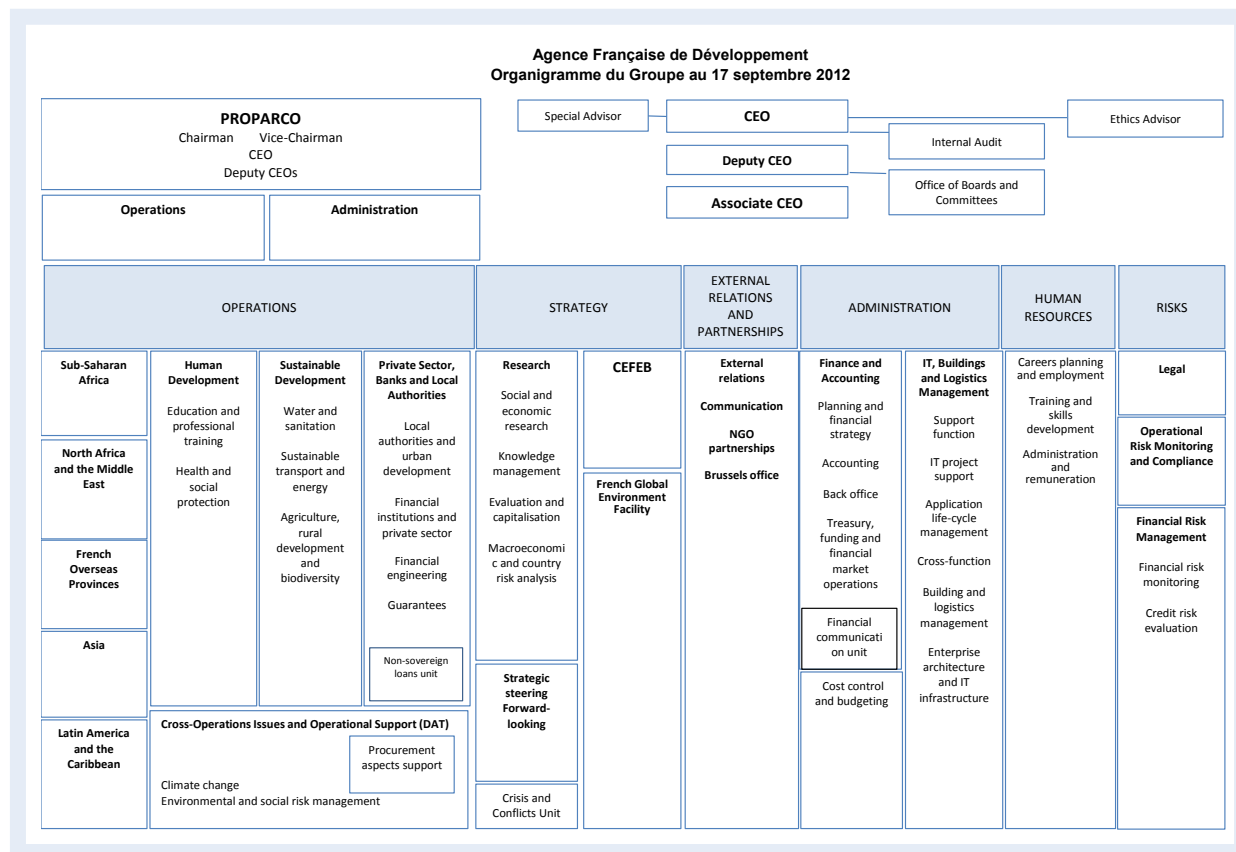 Agence Française de Développement
Organigramme du Groupe au 17 septembre 2012
PROPARCO
Chairman Vice-Chairman
CEO
Deputy CEOs
Operations
Administration
Special Advisor
CEO
Ethics Advisor
Internal Audit
Deputy CEO
Office of Boards and
Committees
Associate CEO
OPERATIONS
STRATEGY
EXTERNAL
RELATIONS
AND
PARTNERSHIPS
ADMINISTRATION
HUMAN
RESOURCES
RISKS
Sub-Saharan
Africa
North Africa
and the Middle
East
French
Overseas
Provinces
Asia
Latin America
and the
Caribbean
Human
Development
Education and
professional
training
Health and
social
protection
Sustainable
Development
Water and
sanitation
Sustainable
transport and
energy
Agriculture,
rural
development
and
biodiversity
Private Sector,
Banks and Local
Authorities
Local
authorities and
urban
development
Financial
institutions and
private sector
Financial
engineering
Guarantees
Non-sovereign
loans unit
Cross-Operations Issues and Operational Support (DAT)
Procurement
aspects support
Climate change
Environmental and social risk management
Research
Social and
economic
research
Knowledge
management
Evaluation and
capitalisation
Macroeconomi
c and country
risk analysis
Strategic
steering
Forward-
looking
Crisis and
Conflicts Unit
CEFEB
French Global
Environment
Facility
External
relations
Communication
NGO
partnerships
Brussels office
Finance and
Accounting
Planning and
financial
strategy
Accounting
Back office
Treasury,
funding and
financial
market
operations
Financial
communicati
on unit
Cost control
and budgeting
IT, Buildings
and Logistics
Management
Support
function
IT project
support
Application
life-cycle
management
Cross-function
Building and
logistics
management
Enterprise
architecture
and IT
infrastructure
Careers planning
and employment
Training and
skills
development
Administration
and
remuneration
Legal
Operational
Risk Monitoring
and Compliance
Financial Risk
Management
Financial risk
monitoring
Credit risk
evaluation